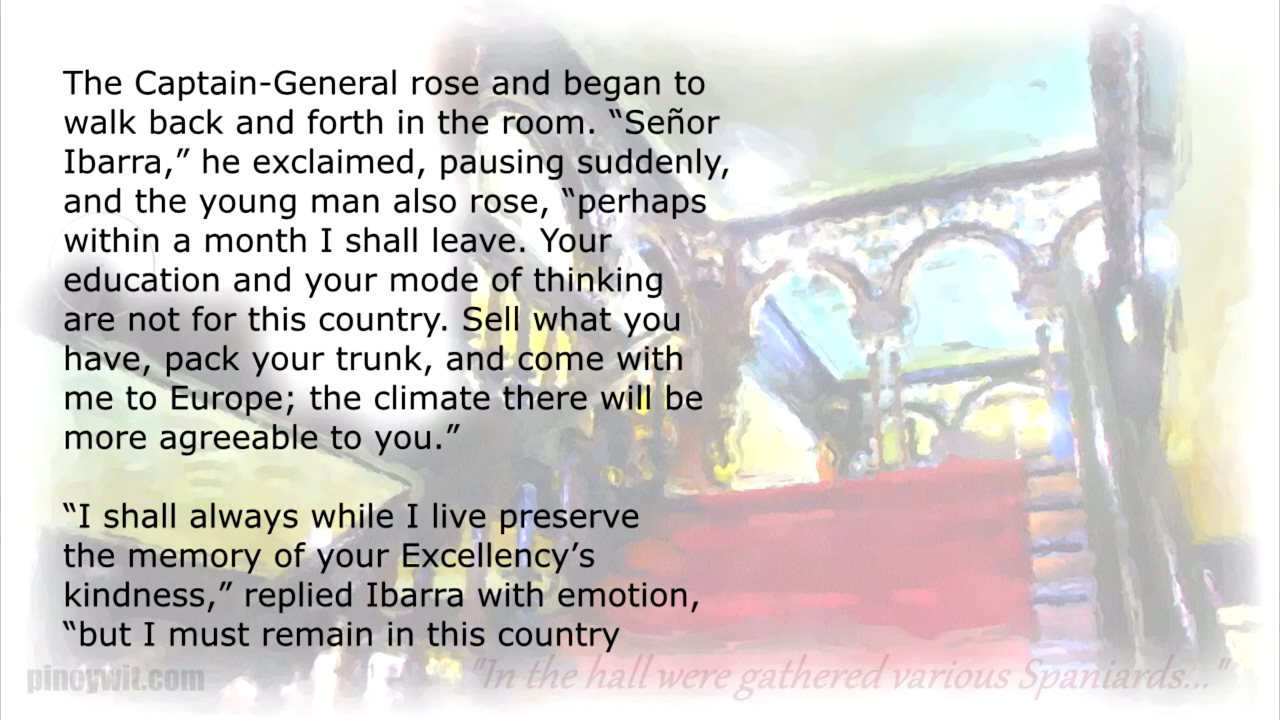 The Captain-General rose and began to
walk back and forth in the room. “Señor
Ibarra,” he exclaimed, pausing suddenly,
and the young man also rose, “perhaps
within a month I shall leave. Your
education and your mode of thinking
are not for this country. Sell what you
have, pack your trunk, and come with
me to Europe; the climate there will be
more agreeable to you.”
“I shall always while I live preserve
the memory of your Excellency’s
kindness,” replied Ibarra with emotion,
“but I must remain in this country
pinoywit.com
"In the hall were gathered various Spaniards..."